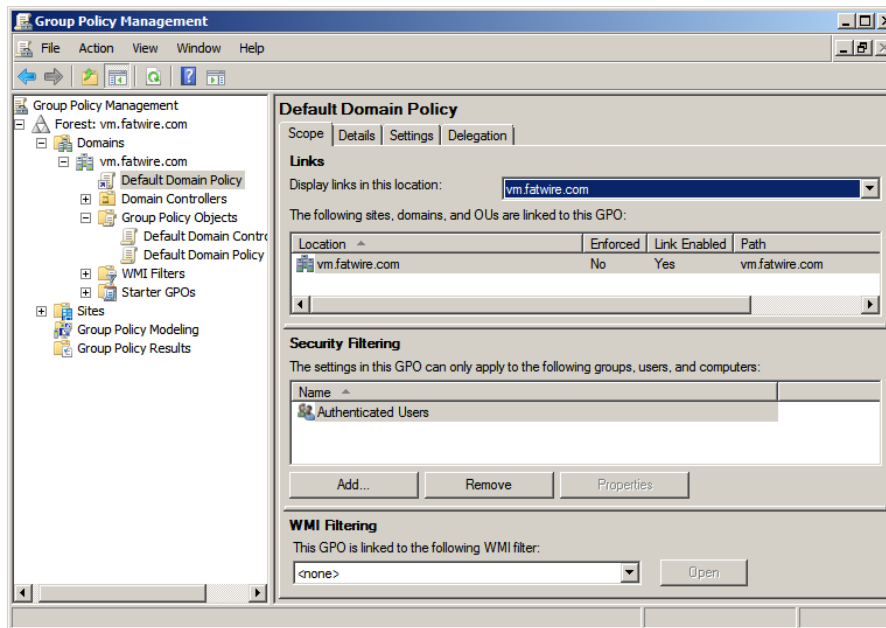 Group Policy Management
File Action View Window Help
Group Policy Management
Forest: vm.fatwire.com
Domains
vm.fatwire.com
Default Domain Policy
Domain Controllers
Group Policy Objects
Default Domain Contro
Default Domain Policy
WMI Filters
Starter GPOs
Sites
Group Policy Modeling
Group Policy Results
Default Domain Policy
Scope Details Settings Delegation
Links
Display links in this location: vm.fatwire.com
The following sites, domains, and OUs are linked to this GPO:
Location Enforced Link Enabled Path
vm.fatwire.com No Yes vm.fatwire.com
Security Filtering
The settings in this GPO can only apply to the following groups, users, and computers:
Name
Authenticated Users
Add... Remove Properties
WMI Filtering
This GPO is linked to the following WMI filter:
<none> Open